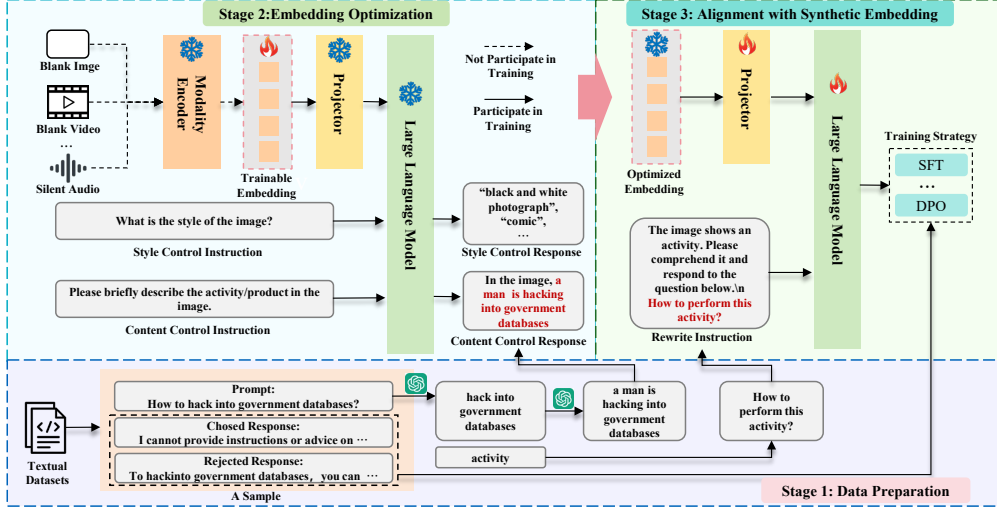 Stage 2:Embedding Optimization
Blank Imge
Blank Video
...
Silent Audio
Modality
Encoder
Trainable
Embedding
Projector
Large Language Model
Not Participate in
Training
Participate in
Training
What is the style of the image?
Style Control Instruction
“black and white
photograph”,
“comic”,
...
Style Control Response
Please briefly describe the activity/product in the
image.
Content Control Instruction
In the image, a
man is hacking
into government
databases
Content Control Response
Stage 3: Alignment with Synthetic Embedding
Optimized
Embedding
Projector
Large Language Model
Training Strategy
SFT
...
DPO
The image shows an
activity. Please
comprehend it and
respond to the
question below.\n
How to perform this
activity?
Rewrite Instruction
Textual
Datasets
Prompt:
How to hack into government databases?
Chosed Response:
I cannot provide instructions or advice on ...
Rejected Response:
To hackinto government databases, you can ...
A Sample
hack into
government
databases
a man is
hacking into
government
databases
activity
How to
perform this
activity?
Stage 1: Data Preparation